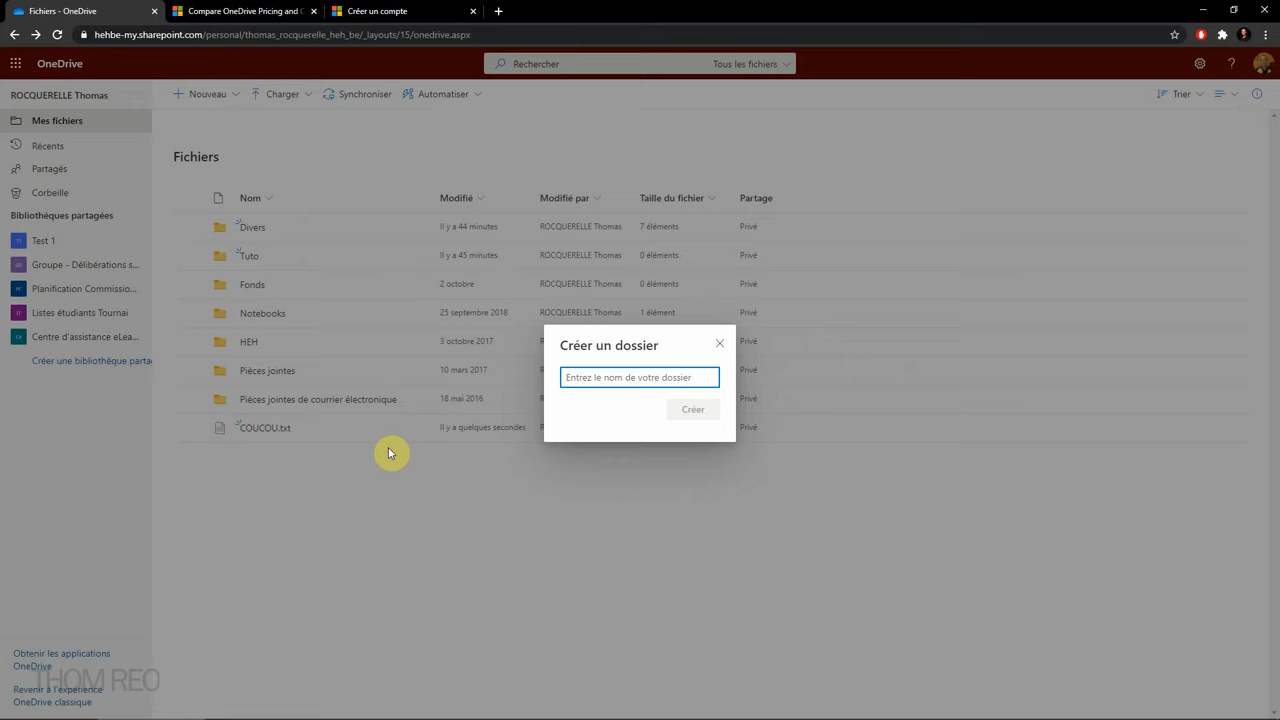 Fichiers - OneDrive
Compare OneDrive Pricing and
Créer un compte
hehbe-my.sharepoint.com/personal/thomas_rocquerelle_heh_be/_layouts/15/onedrive.aspx
OneDrive
Rechercher
Tous les fichiers
ROCQUERELLE Thomas
Nouveau
Charger
Synchroniser
Automatiser
Trier
Mes fichiers
Récents
Partagés
Corbeille
Bibliothèques partagées
Test 1
Groupe - Délibérations s...
Planification Commissio...
Listes étudiants Tournai
Centre d'assistance eLea...
Créer une bibliothèque parta
Fichiers
Nom Modifié Modifié par Taille du fichier Partage
Divers Il y a 44 minutes ROCQUERELLE Thomas 7 éléments Privé
Tuto Il y a 45 minutes ROCQUERELLE Thomas 0 éléments Privé
Fonds 2 octobre ROCQUERELLE Thomas 0 éléments Privé
Notebooks 25 septembre 2018 ROCQUERELLE Thomas 1 élément Privé
HEH 3 octobre 2017 Privé
Pièces jointes 10 mars 2017 Privé
Pièces jointes de courrier électronique 18 mai 2016 Privé
COUCOU.txt Il y a quelques secondes Privé
Créer un dossier
Entrez le nom de votre dossier
Créer
Obtenir les applications
OneDrive
THOM REO
Revenir à l'expérience
OneDrive classique